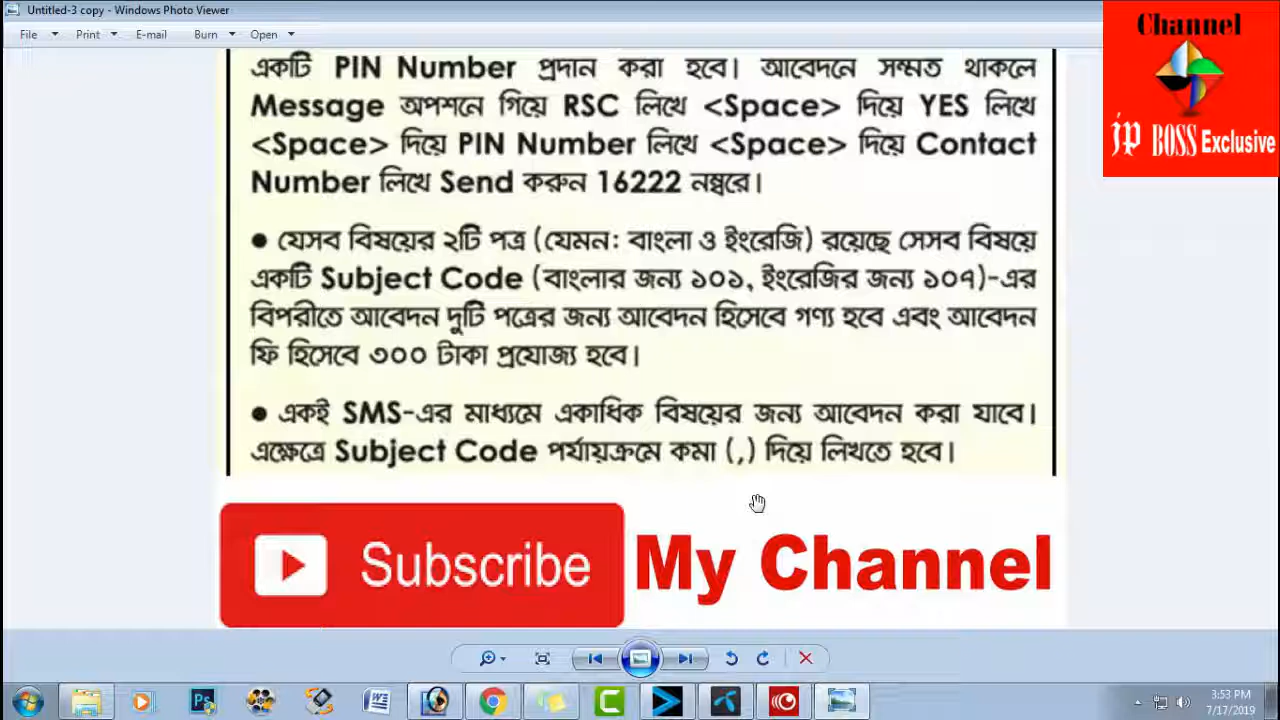 Untitled-3 copy - Windows Photo Viewer
File Print E-mail Burn Open
Channel
jP BOSS Exclusive
একটি PIN Number প্রদান করা হবে। আবেদনে সম্মত থাকলে
Message অপশনে গিয়ে RSC লিখে <Space> দিয়ে YES লিখে
<Space> দিয়ে PIN Number লিখে <Space> দিয়ে Contact
Number লিখে Send করুন 16222 নম্বরে।
● যেসব বিষয়ের ২টি পত্র (যেমন: বাংলা ও ইংরেজি) রয়েছে সেসব বিষয়ে
একটি Subject Code (বাংলার জন্য ১০১, ইংরেজির জন্য ১০৭)-এর
বিপরীতে আবেদন দুটি পত্রের জন্য আবেদন হিসেবে গণ্য হবে এবং আবেদন
ফি হিসেবে ৩০০ টাকা প্রযোজ্য হবে।
● একই SMS-এর মাধ্যমে একাধিক বিষয়ের জন্য আবেদন করা যাবে।
এক্ষেত্রে Subject Code পর্যায়ক্রমে কমা (,) দিয়ে লিখতে হবে।
Subscribe My Channel
Ps
3:53 PM
7/17/2019